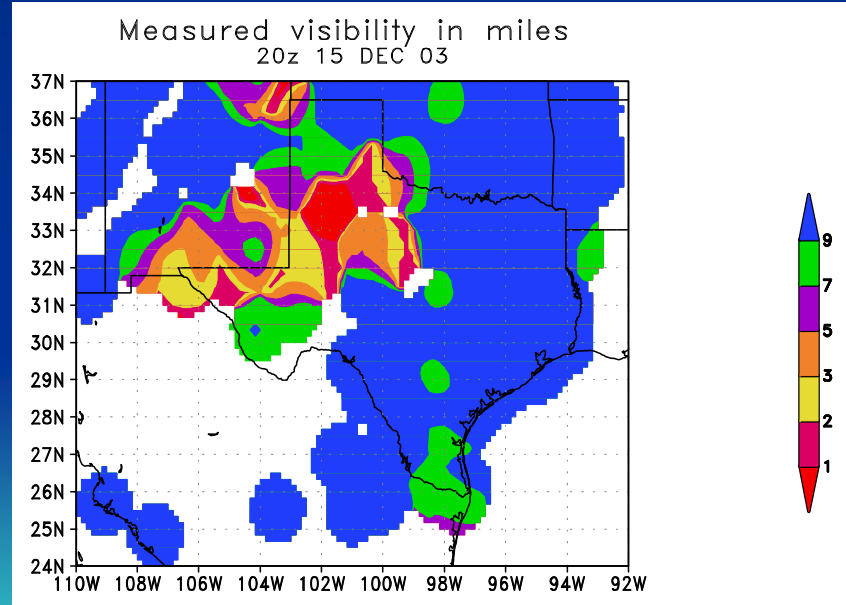 Measured visibility in miles
20z 15 DEC 03
37N
36N
35N
34N
33N
32N
31N
30N
29N
28N
27N
26N
25N
24N
110W 108W 106W 104W 102W 100W 98W 96W 94W 92W
9
7
5
3
2
1